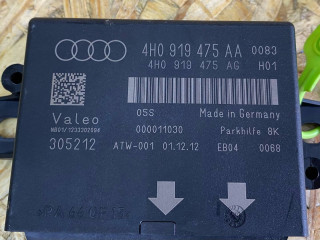 4H0 919 475 AA 0083
4H0 919 475 AG H01
05S Made in Germany
Valeo
000011030 Parkhilfe 8K
305212 ATW-001 01.12.12 EB04 0068